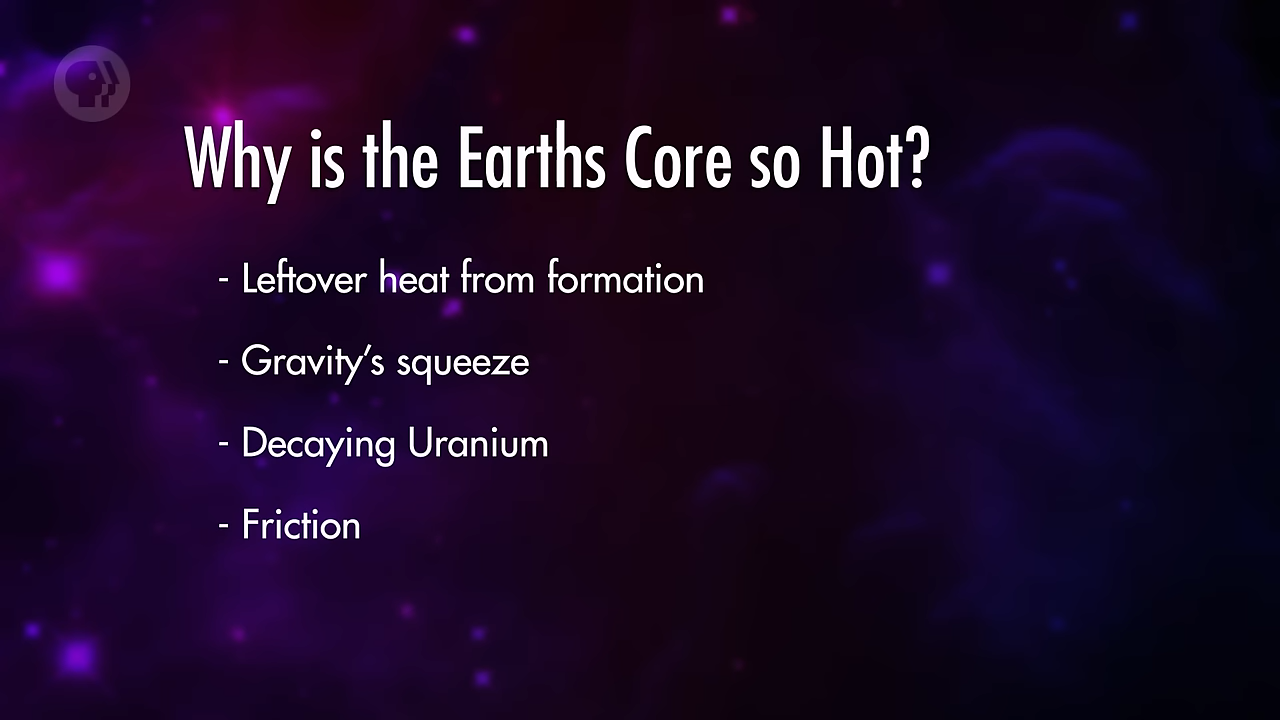 Why is the Earths Core so Hot?
- Leftover heat from formation
- Gravity’s squeeze
- Decaying Uranium
- Friction